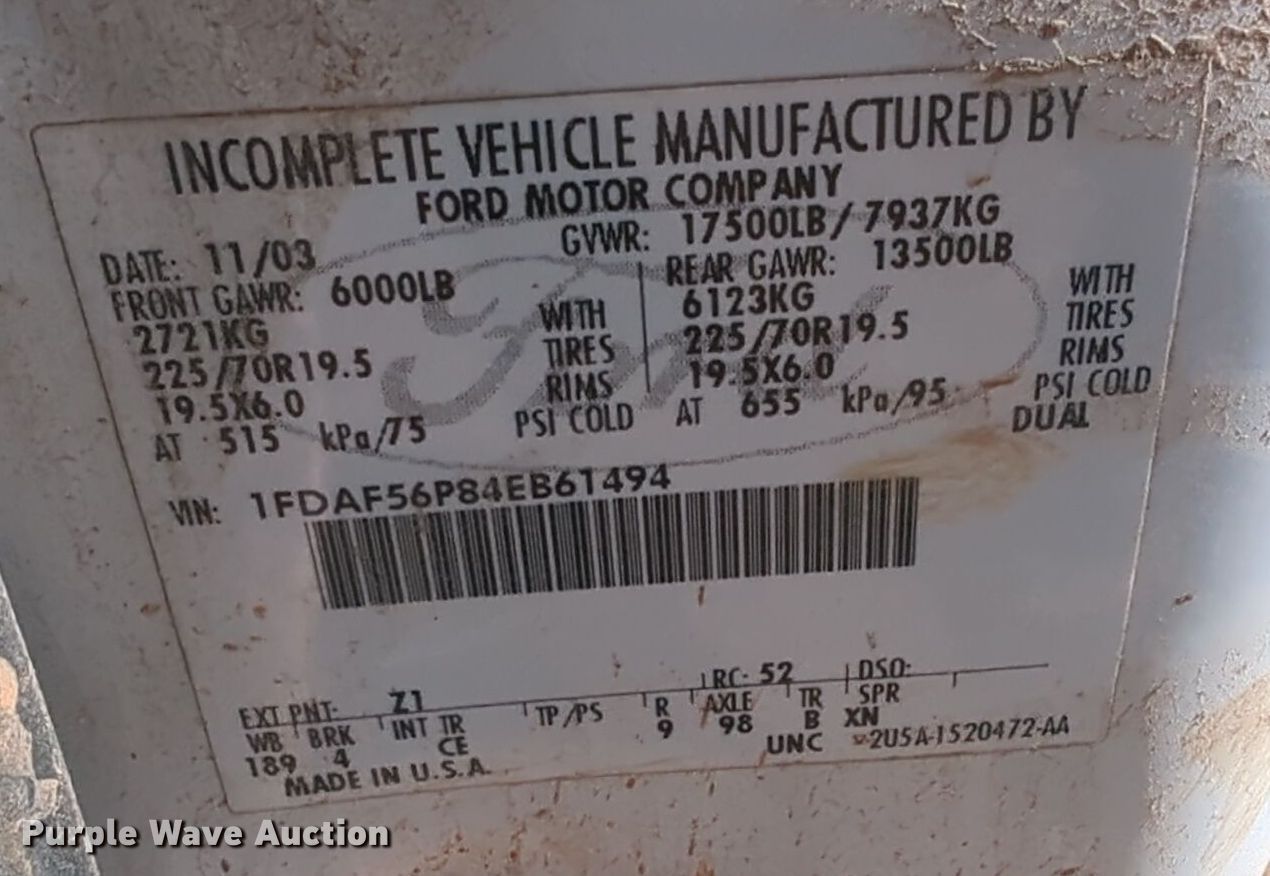 INCOMPLETE VEHICLE MANUFACTURED BY
FORD MOTOR COMPANY
DATE: 11/03 GVWR: 17500LB/7937KG
FRONT GAWR: 6000LB REAR GAWR: 13500LB
2721KG WITH 6123KG WITH
225/70R19.5 TIRES 225/70R19.5 TIRES
19.5X6.0 RIMS 19.5X6.0 RIMS
AT 515 kPa/75 PSI COLD AT 655 kPa/95 PSI COLD
DUAL
Ford
VIN: 1FDAF56P84EB61494
EXT PNT: Z1 RC: 52 DSO:
WB BRK INT TR TP/PS R AXLE TR SPR
189 4 CE 9 98 B XN
MADE IN U.S.A. UNC 2U5A-1520472-AA
Purple Wave Auction